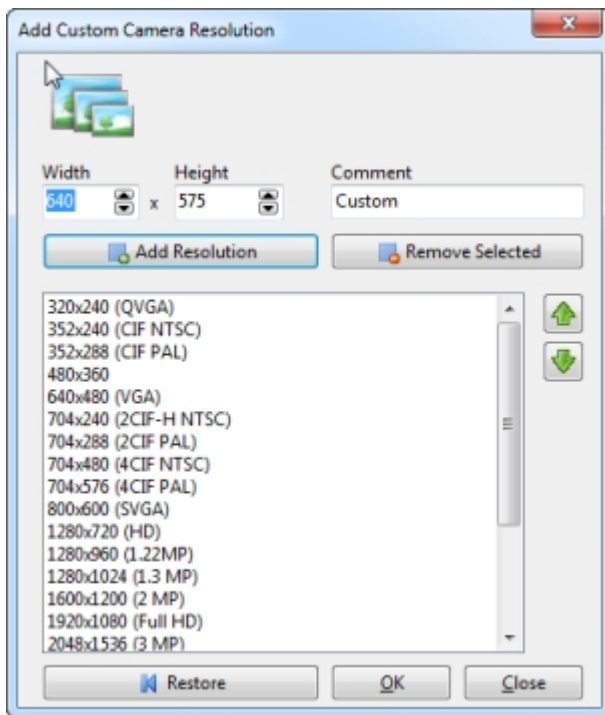 Add Custom Camera Resolution
Width Height Comment
640 x 575 Custom
Add Resolution Remove Selected
320x240 (QVGA)
352x240 (CIF NTSC)
352x288 (CIF PAL)
480x360
640x480 (VGA)
704x240 (2CIF-H NTSC)
704x288 (2CIF PAL)
704x480 (4CIF NTSC)
704x576 (4CIF PAL)
800x600 (SVGA)
1280x720 (HD)
1280x960 (1.22MP)
1280x1024 (1.3 MP)
1600x1200 (2 MP)
1920x1080 (Full HD)
2048x1536 (3 MP)
Restore OK Close